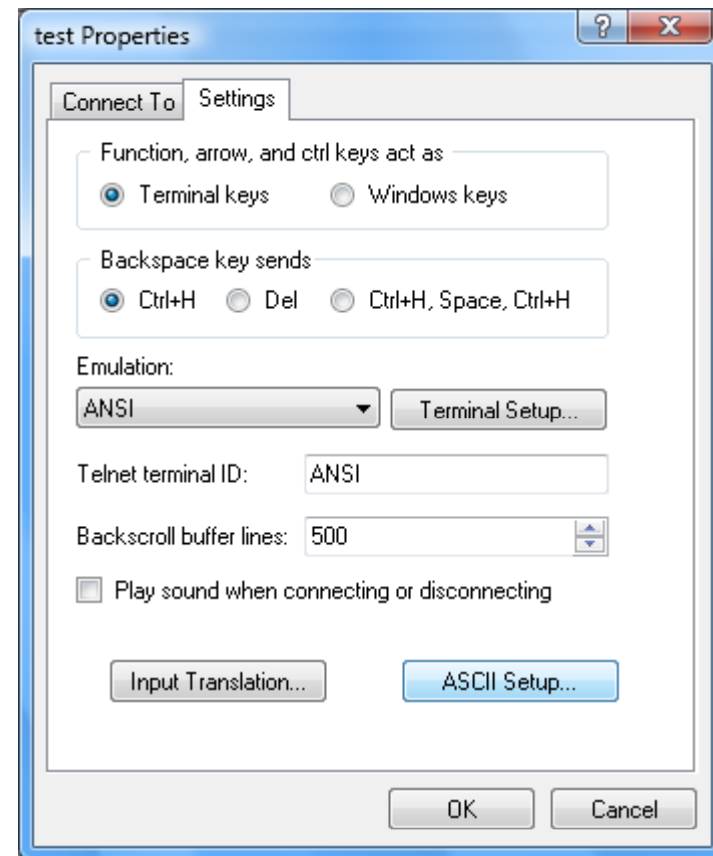 test Properties
Connect To Settings
Function, arrow, and ctrl keys act as
Terminal keys Windows keys
Backspace key sends
Ctrl+H Del Ctrl+H, Space, Ctrl+H
Emulation:
ANSI Terminal Setup...
Telnet terminal ID: ANSI
Backscroll buffer lines: 500
Play sound when connecting or disconnecting
Input Translation... ASCII Setup...
OK Cancel